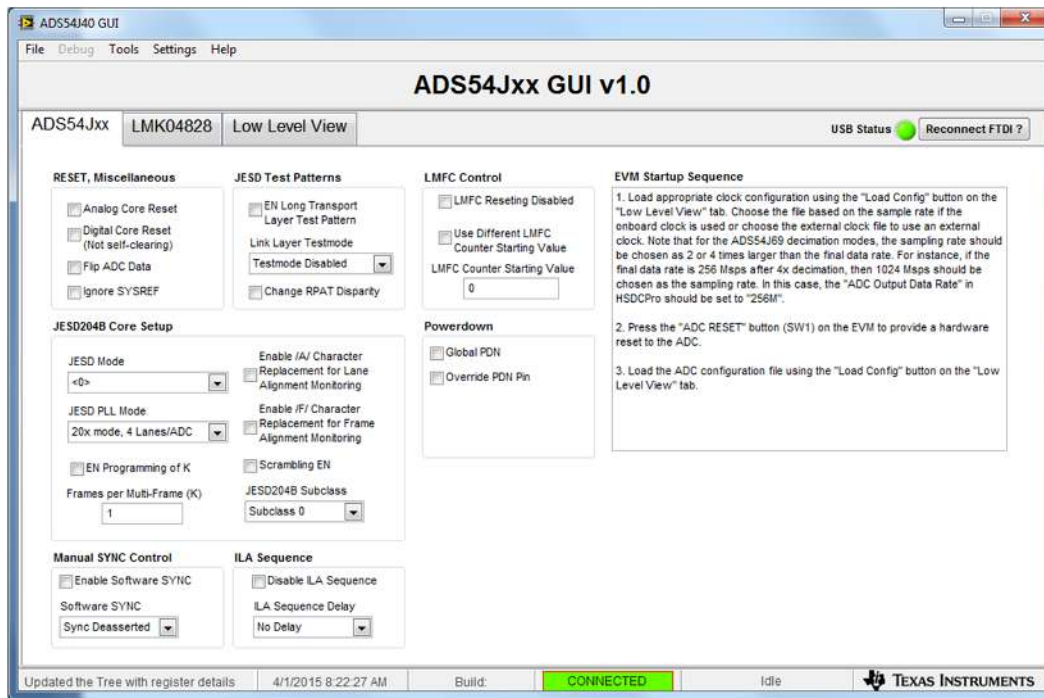 ADS54J40 GUI
File Debug Tools Settings Help
ADS54Jxx GUI v1.0
ADS54Jxx LMK04828 Low Level View
USB Status Reconnect FTDI ?
RESET, Miscellaneous
Analog Core Reset
Digital Core Reset
(Not self-clearing)
Flip ADC Data
Ignore SYSREF
JESD Test Patterns
EN Long Transport
Layer Test Pattern
Link Layer Testmode
Testmode Disabled
Change RPAT Disparity
LMFC Control
LMFC Reseting Disabled
Use Different LMFC
Counter Starting Value
LMFC Counter Starting Value
0
EVM Startup Sequence
1. Load appropriate clock configuration using the "Load Config" button on the
"Low Level View" tab. Choose the file based on the sample rate if the
onboard clock is used or choose the external clock file to use an external
clock. Note that for the ADS54J69 decimation modes, the sampling rate should
be chosen as 2 or 4 times larger than the final data rate. For instance, if the
final data rate is 256 Msps after 4x decimation, then 1024 Msps should be
chosen as the sampling rate. In this case, the "ADC Output Data Rate" in
HSDCPro should be set to "256M".
2. Press the "ADC RESET" button (SW1) on the EVM to provide a hardware
reset to the ADC.
3. Load the ADC configuration file using the "Load Config" button on the "Low
Level View" tab.
JESD204B Core Setup
JESD Mode
<0>
JESD PLL Mode
20x mode, 4 Lanes/ADC
EN Programming of K
Frames per Multi-Frame (K)
1
Enable /A/ Character
Replacement for Lane
Alignment Monitoring
Enable /F/ Character
Replacement for Frame
Alignment Monitoring
Scrambling EN
JESD204B Subclass
Subclass 0
Powerdown
Global PDN
Override PDN Pin
Manual SYNC Control
Enable Software SYNC
Software SYNC
Sync Deasserted
ILA Sequence
Disable ILA Sequence
ILA Sequence Delay
No Delay
Updated the Tree with register details 4/1/2015 8:22:27 AM Build: CONNECTED Idle TEXAS INSTRUMENTS